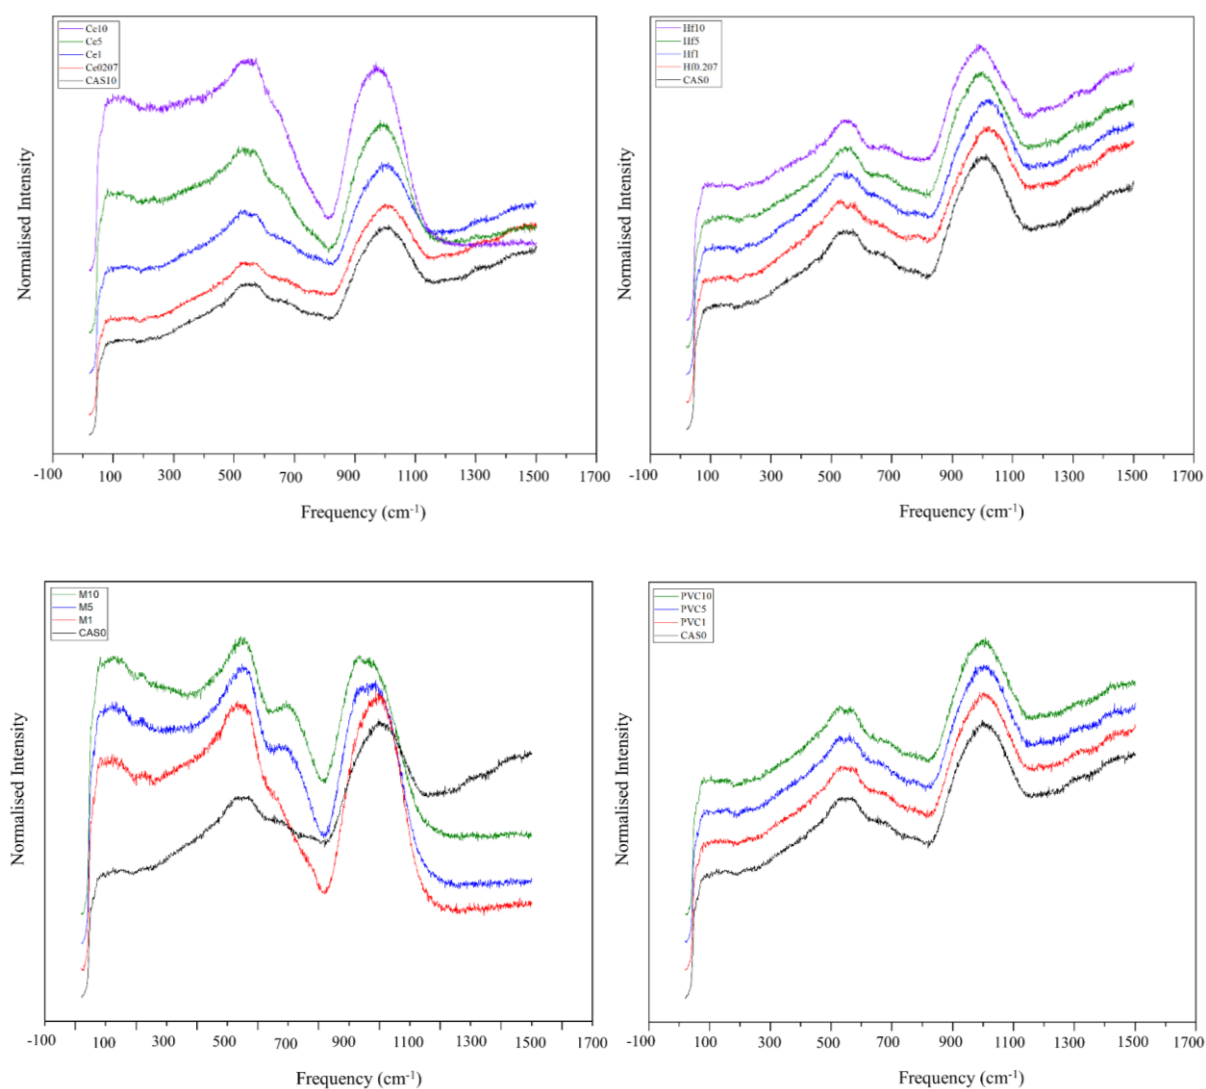 Ce10
Ce5
Ce1
Ce0207
CAS10
Normalised Intensity
-100 100 300 500 700 900 1100 1300 1500 1700
Frequency (cm-1)
Hf10
Hf5
Hf1
Hf0.207
CAS0
Normalised Intensity
-100 100 300 500 700 900 1100 1300 1500 1700
Frequency (cm-1)
M10
M5
M1
CAS0
Normalised Intensity
-100 100 300 500 700 900 1100 1300 1500 1700
Frequency (cm-1)
PVC10
PVC5
PVC1
CAS0
Normalised Intensity
-100 100 300 500 700 900 1100 1300 1500 1700
Frequency (cm-1)